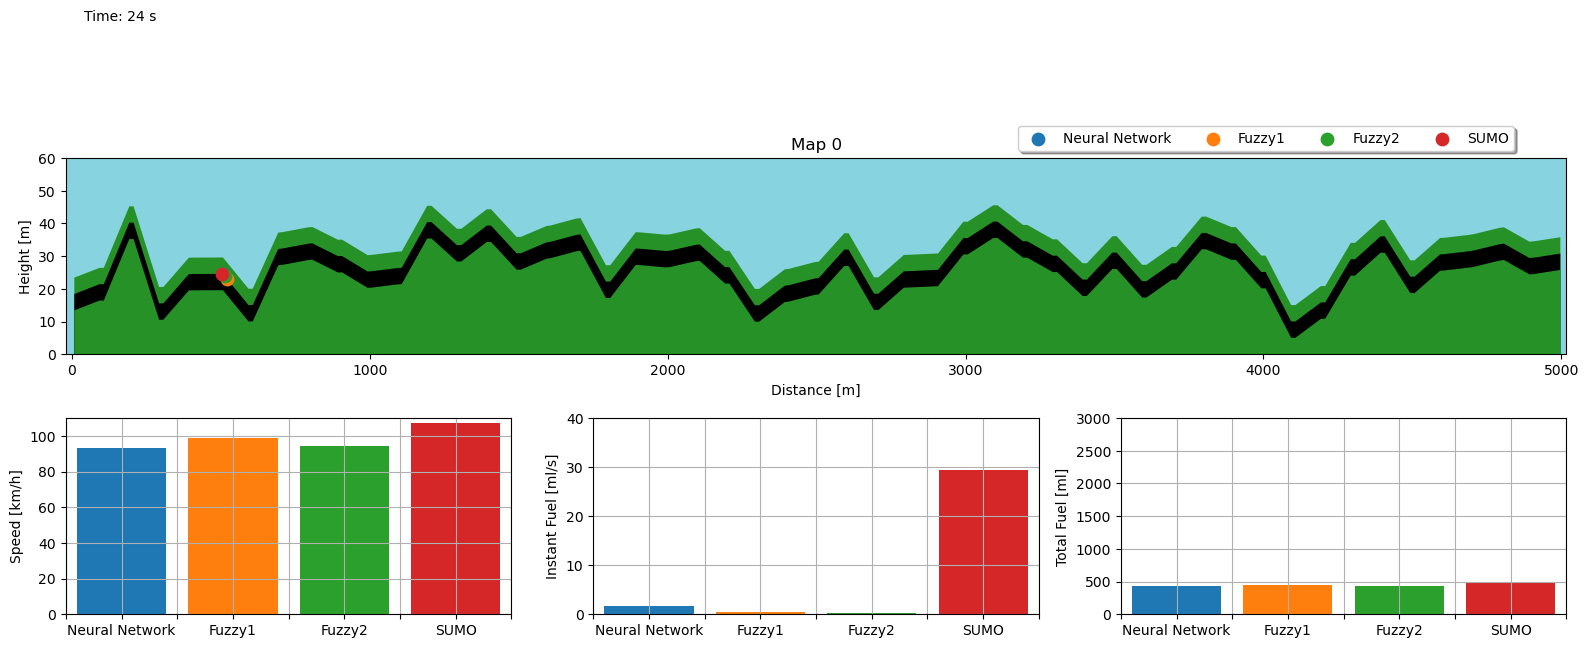 Time: 24 s
Map 0
Neural Network Fuzzy1 Fuzzy2 SUMO
Height [m]
60
50
40
30
20
10
0
0 1000 2000 3000 4000 5000
Distance [m]
Speed [km/h]
100
80
60
40
20
0
Neural Network Fuzzy1 Fuzzy2 SUMO
Instant Fuel [ml/s]
40
30
20
10
0
Neural Network Fuzzy1 Fuzzy2 SUMO
Total Fuel [ml]
3000
2500
2000
1500
1000
500
0
Neural Network Fuzzy1 Fuzzy2 SUMO